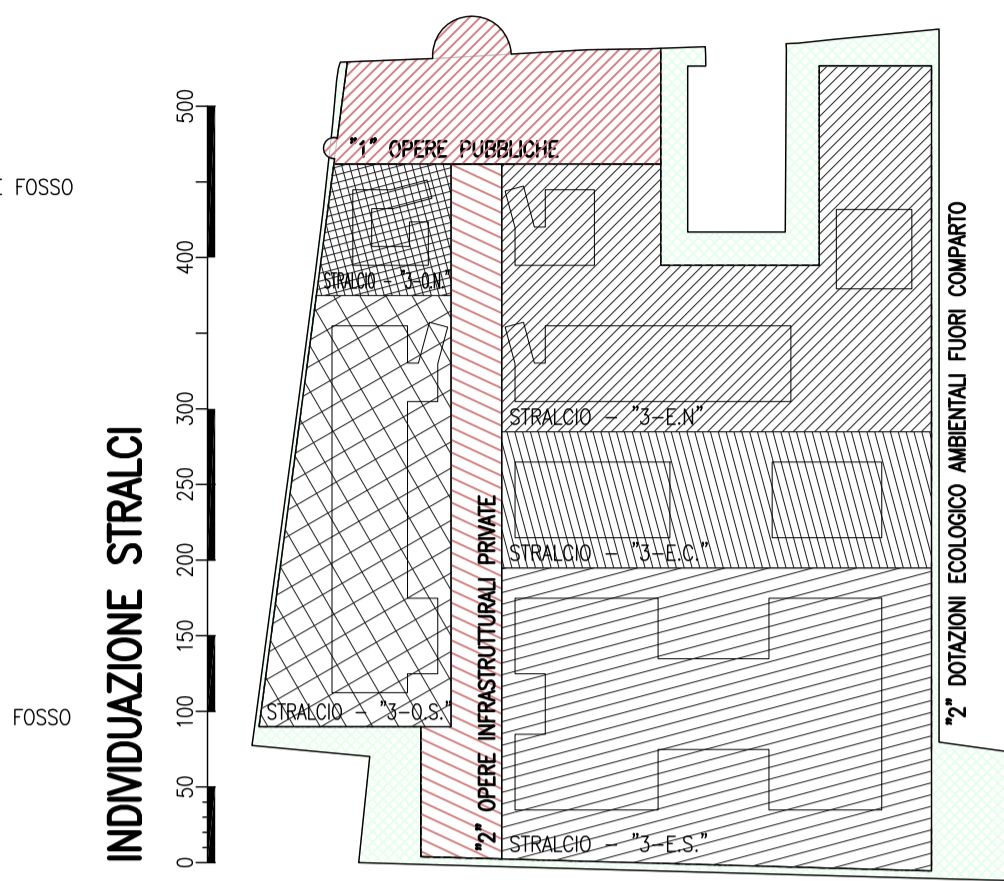 E FOSSO
FOSSO
INDIVIDUAZIONE STRALCI
500
400
300
250
200
150
100
50
0
"1" OPERE PUBBLICHE
STRALCIO - "3-O.N."
STRALCIO - "3-E.N"
STRALCIO - "3-E.C."
STRALCIO - "3-O.S."
STRALCIO - "3-E.S."
"2" OPERE INFRASTRUTTURALI PRIVATE
"2" DOTAZIONI ECOLOGICO AMBIENTALI FUORI COMPARTO